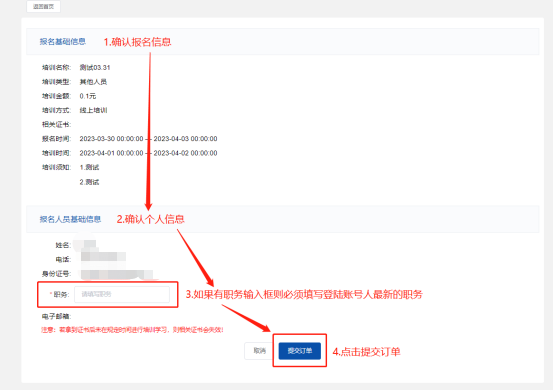 返回首页
报名基础信息 1.确认报名信息
培训名称: 测试03.31
培训类型: 其他人员
培训金额: 0.1元
培训方式: 线上培训
相关证书:
报名时间: 2023-03-30 00:00:00 — 2023-04-03 00:00:00
培训时间: 2023-04-01 00:00:00 — 2023-04-02 00:00:00
培训须知: 1.测试
2.测试
报名人员基础信息 2.确认个人信息
姓名:
电话:
身份证号:
* 职务: 请填写职务 3.如果有职务输入框则必须填写登陆账号人最新的职务
电子邮箱:
注意: 若拿到证书后未在规定时间进行培训学习，则相关证书会失效!
取消 提交订单 4.点击提交订单